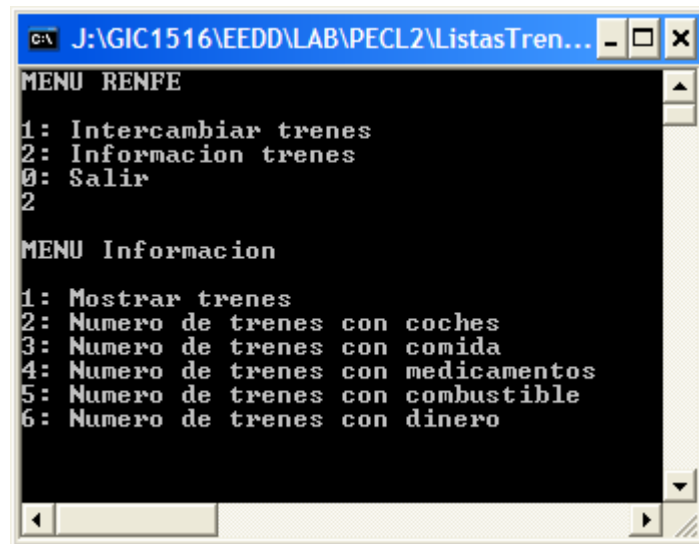 J:\GIC1516\EEDD\LAB\PECL2\ListasTren...
MENU RENFE
1: Intercambiar trenes
2: Informacion trenes
0: Salir
2
MENU Informacion
1: Mostrar trenes
2: Numero de trenes con coches
3: Numero de trenes con comida
4: Numero de trenes con medicamentos
5: Numero de trenes con combustible
6: Numero de trenes con dinero